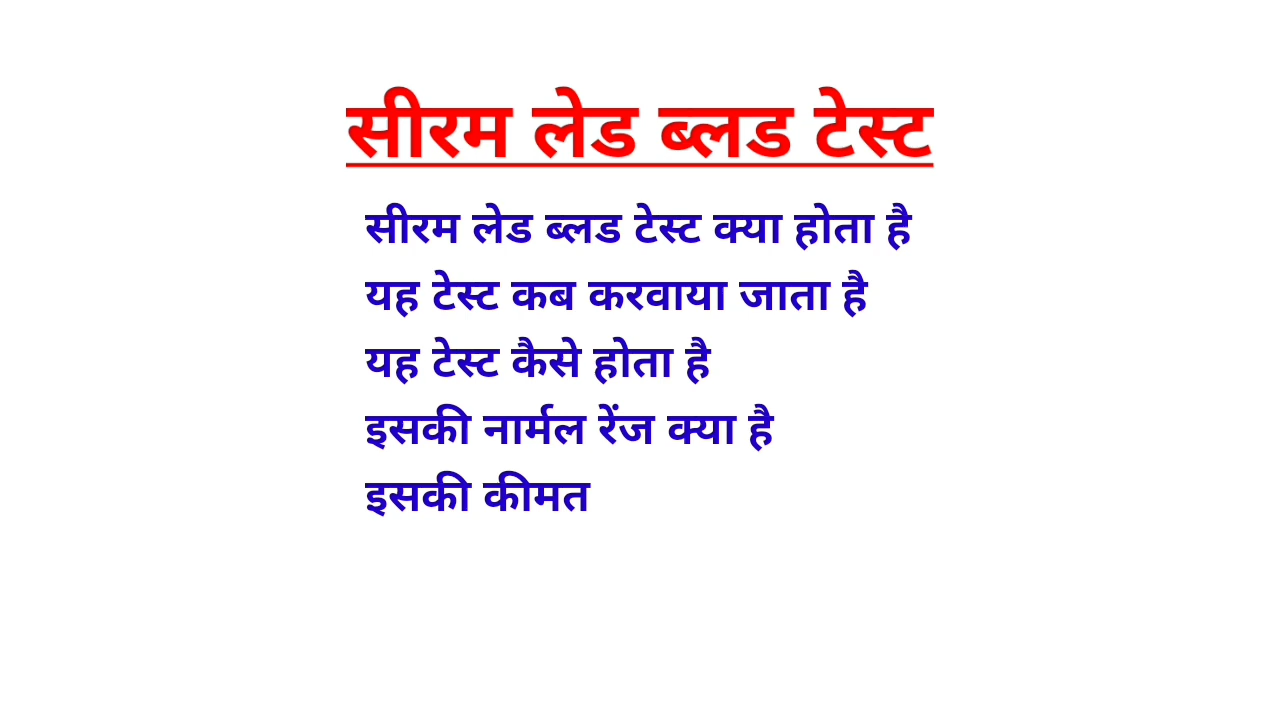 सीरम लेड ब्लड टेस्ट
सीरम लेड ब्लड टेस्ट क्या होता है
यह टेस्ट कब करवाया जाता है
यह टेस्ट कैसे होता है
इसकी नार्मल रेंज क्या है
इसकी कीमत